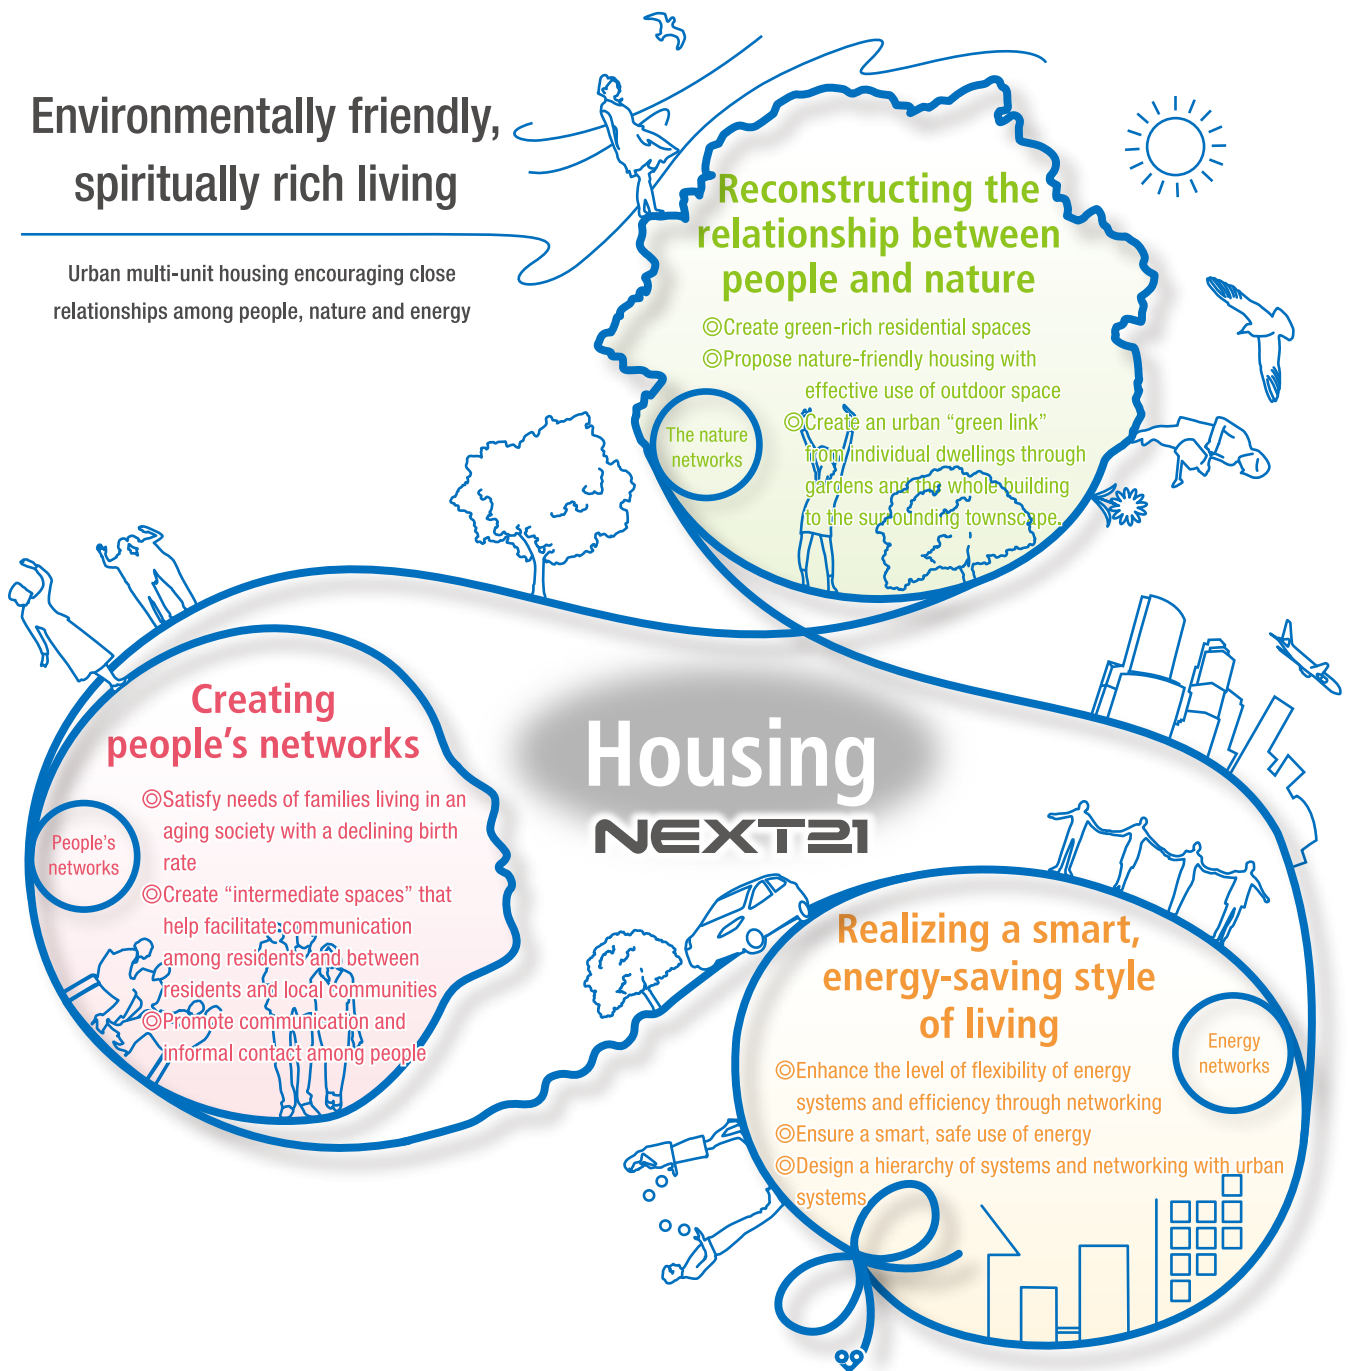 Environmentally friendly,
spiritually rich living
Urban multi-unit housing encouraging close
relationships among people, nature and energy
Reconstructing the
relationship between
people and nature
◎Create green-rich residential spaces
◎Propose nature-friendly housing with
effective use of outdoor space
◎Create an urban “green link”
from individual dwellings through
gardens and the whole building
to the surrounding townscape.
The nature
networks
Creating
people’s networks
◎Satisfy needs of families living in an
aging society with a declining birth
rate
◎Create “intermediate spaces” that
help facilitate communication
among residents and between
residents and local communities
◎Promote communication and
informal contact among people
People’s
networks
Housing
NEXT21
Realizing a smart,
energy-saving style
of living
◎Enhance the level of flexibility of energy
systems and efficiency through networking
◎Ensure a smart, safe use of energy
◎Design a hierarchy of systems and networking with urban
systems
Energy
networks